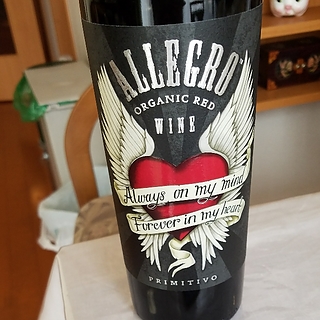 ALLEGRO
ORGANIC RED
WINE
Always on my mind
Forever in my heart
PRIMITIVO